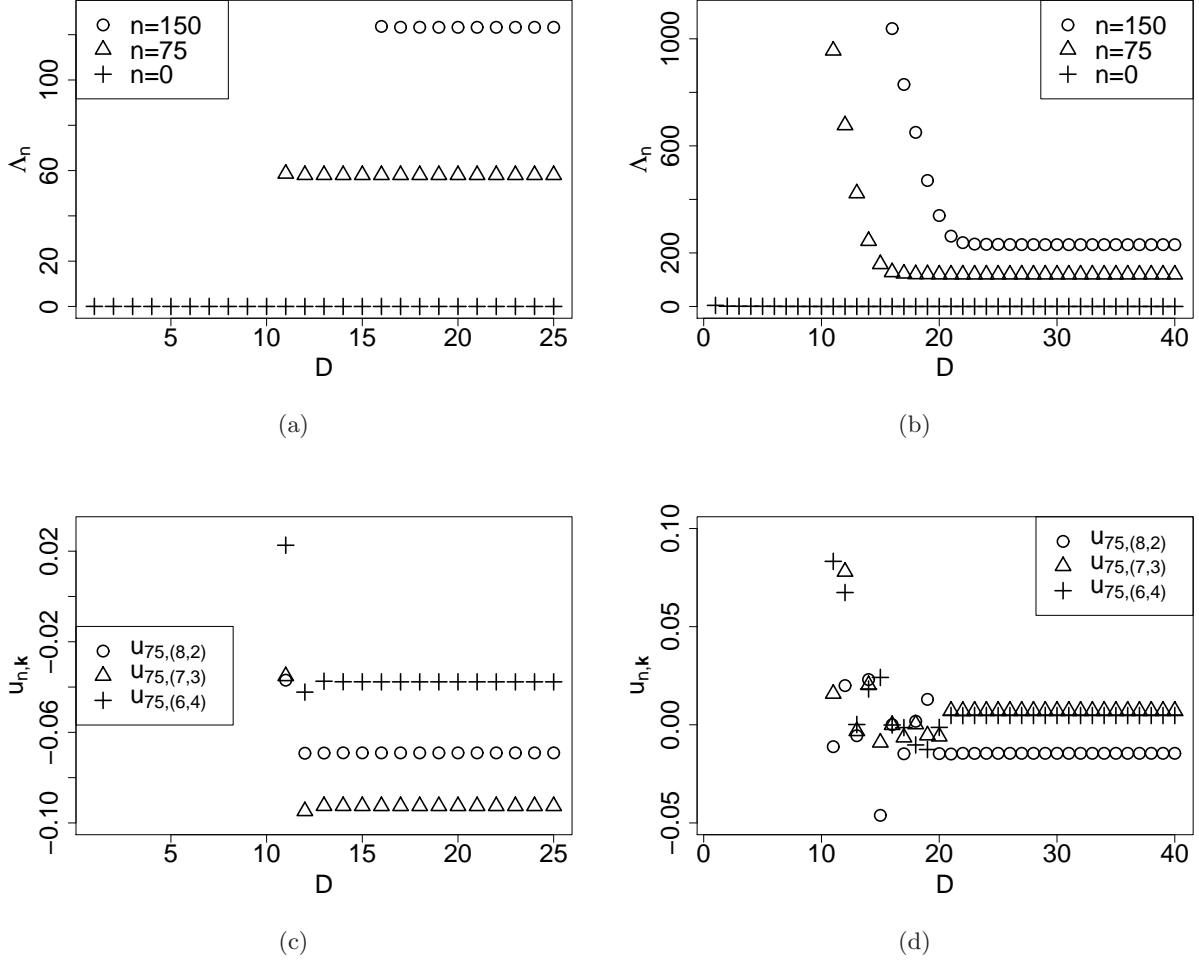 n=150
n=75
n=0
Λn
0 20 60 100
5 10 15 20 25
D
(a)
n=150
n=75
n=0
Λn
0 200 600 1000
0 10 20 30 40
D
(b)
u75,(8,2)
u75,(7,3)
u75,(6,4)
un,k
−0.10 −0.06 −0.02 0.02
5 10 15 20 25
D
(c)
u75,(8,2)
u75,(7,3)
u75,(6,4)
un,k
−0.05 0.00 0.05 0.10
0 10 20 30 40
D
(d)